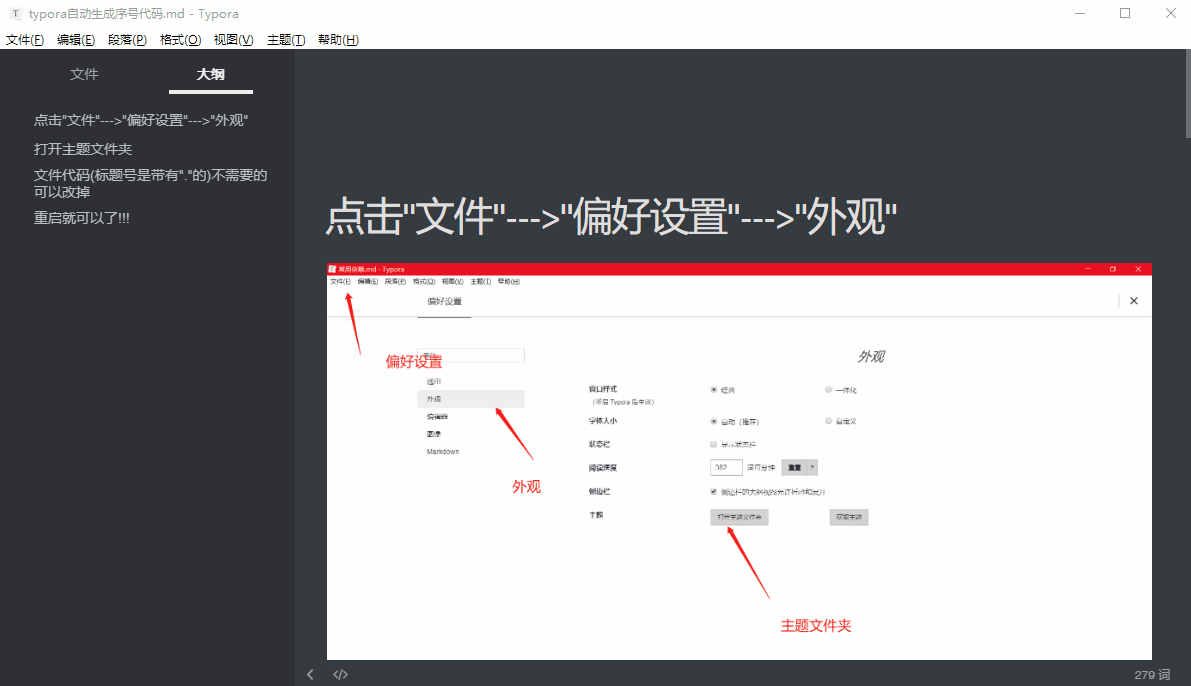 typora自动生成序号代码.md - Typora
文件(F) 编辑(E) 段落(P) 格式(O) 视图(V) 主题(T) 帮助(H)
文件 大纲
点击"文件"--->"偏好设置"--->"外观"
打开主题文件夹
文件代码(标题号是带有"."的)不需要的
可以改掉
重启就可以了!!!
点击"文件"--->"偏好设置"--->"外观"
常用依赖.md - Typora
文件(F) 编辑(E) 段落(P) 格式(O) 视图(V) 主题(T) 帮助(H)
偏好设置
偏好设置
外观
通用
外观
编辑器
图像
Markdown
外观
窗口样式 经典 一体化
(重启 Typora 后生效)
字体大小 自动 (推荐) 自定义
状态栏 显示状态栏
阅读速度 382 词每分钟 重置
侧边栏 侧边栏的大纲视图允许折叠和展开
主题 打开主题文件夹 获取主题
主题文件夹
279 词